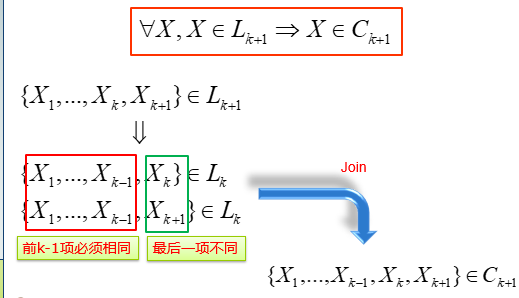 ∀X, X ∈ L_{k+1} ⇒ X ∈ C_{k+1}
{X_1,...,X_k,X_{k+1}} ∈ L_{k+1}
⇓
{X_1,...,X_{k-1},X_k} ∈ L_k
Join
{X_1,...,X_{k-1},X_{k+1}} ∈ L_k
前k-1项必须相同 最后一项不同
{X_1,...,X_{k-1},X_k,X_{k+1}} ∈ C_{k+1}